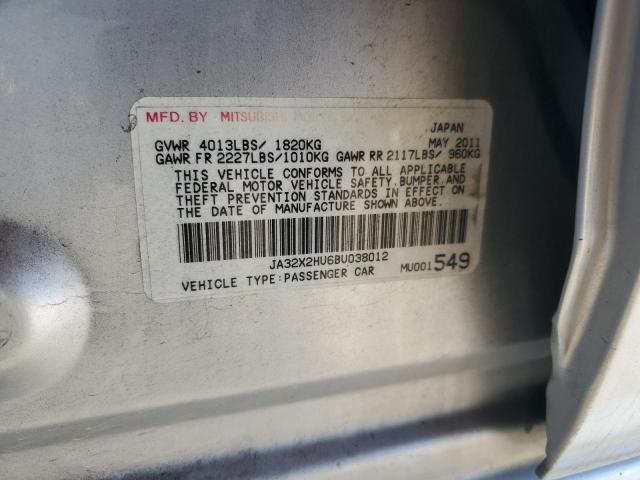 MFD. BY MITSUBISHI
JAPAN
GVWR 4013LBS/ 1820KG MAY 2011
GAWR FR 2227LBS/1010KG GAWR RR 2117LBS/ 960KG
THIS VEHICLE CONFORMS TO ALL APPLICABLE
FEDERAL MOTOR VEHICLE SAFETY,BUMPER,AND
THEFT PREVENTION STANDARDS IN EFFECT ON
THE DATE OF MANUFACTURE SHOWN ABOVE.
JA32X2HU6BU038012
VEHICLE TYPE:PASSENGER CAR MU001549